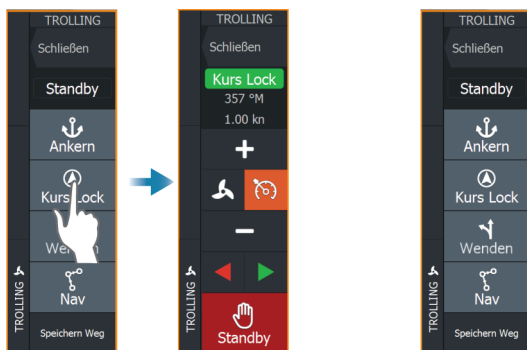 TROLLING
Schließen
Standby
Ankern
Kurs Lock
Nav
TROLLING
Speichern Weg
TROLLING
Schließen
Kurs Lock
357 °M
1.00 kn
TROLLING
Standby
TROLLING
Schließen
Standby
Ankern
Kurs Lock
Wenden
Nav
TROLLING
Speichern Weg